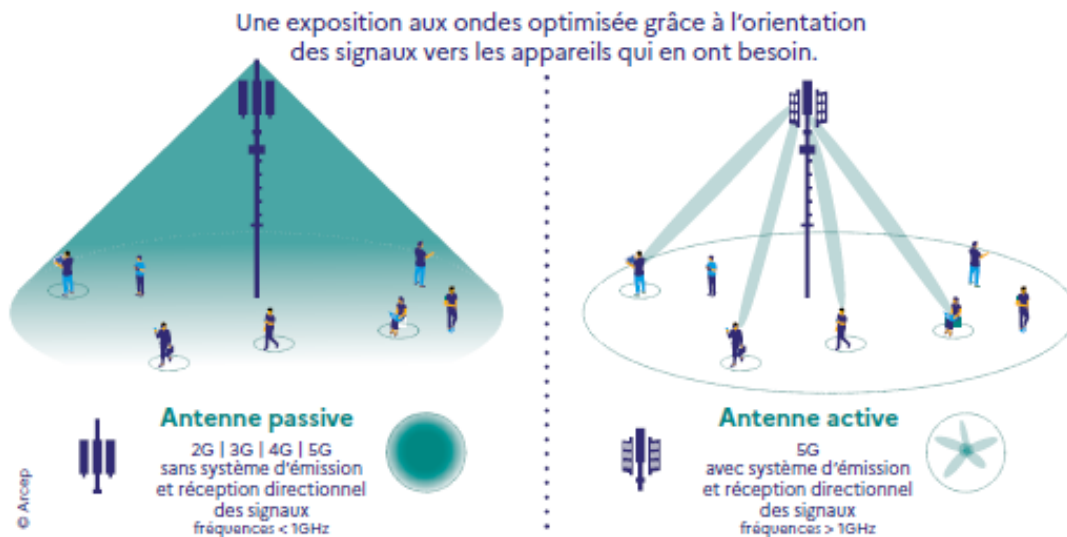 Une exposition aux ondes optimisée grâce à l'orientation
des signaux vers les appareils qui en ont besoin.
Antenne passive
2G | 3G | 4G | 5G
sans système d'émission
et réception directionnel
des signaux
fréquences < 1GHz
Antenne active
5G
avec système d'émission
et réception directionnel
des signaux
fréquences > 1GHz
© Arcep